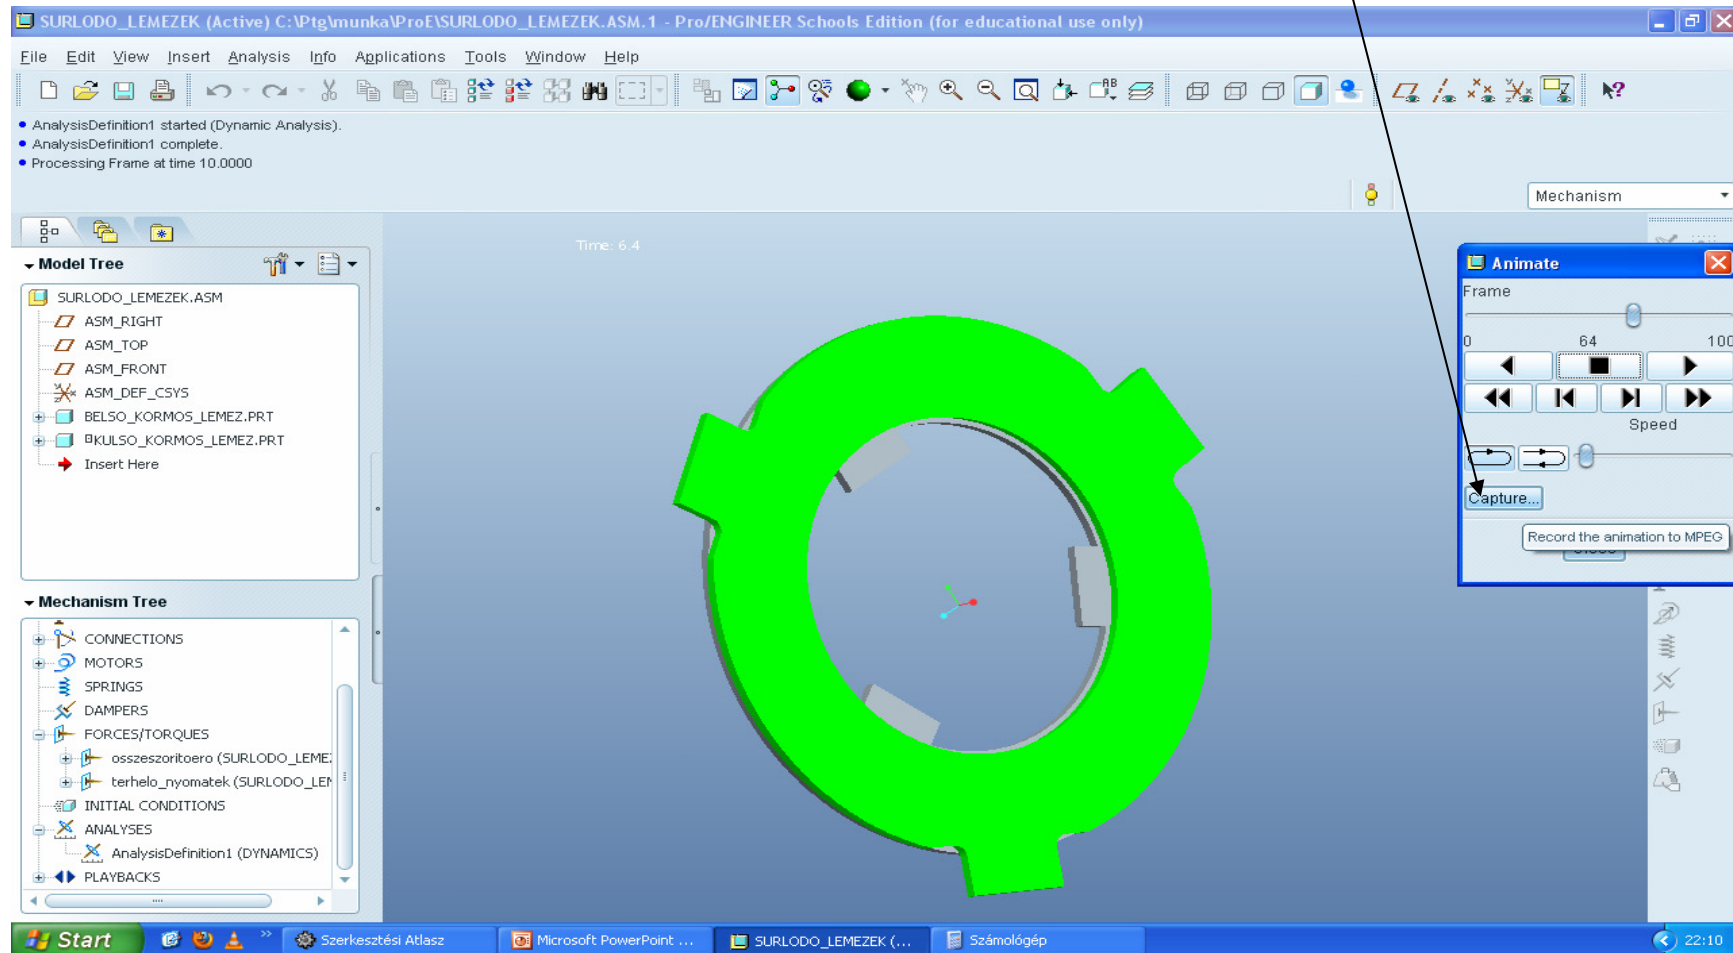 SURLODO_LEMEZEK (Active) C:\Ptg\munka\ProE\SURLODO_LEMEZEK.ASM.1 - Pro/ENGINEER Schools Edition (for educational use only)
File Edit View Insert Analysis Info Applications Tools Window Help
AnalysisDefinition1 started (Dynamic Analysis).
AnalysisDefinition1 complete.
Processing Frame at time 10.0000
Mechanism
Time: 6.4
Model Tree
SURLODO_LEMEZEK.ASM
ASM_RIGHT
ASM_TOP
ASM_FRONT
ASM_DEF_CSYS
BELSO_KORMOS_LEMEZ.PRT
KULSO_KORMOS_LEMEZ.PRT
Insert Here
Mechanism Tree
CONNECTIONS
MOTORS
SPRINGS
DAMPERS
FORCES/TORQUES
osszeszoritoero (SURLODO_LEME
terhelo_nyomatek (SURLODO_LEM
INITIAL CONDITIONS
ANALYSES
AnalysisDefinition1 (DYNAMICS)
PLAYBACKS
Animate
Frame
0 64 100
Speed
Capture...
Record the animation to MPEG
Start
Szerkesztési Atlasz
Microsoft PowerPoint ...
SURLODO_LEMEZEK (...
Számológép
22:10